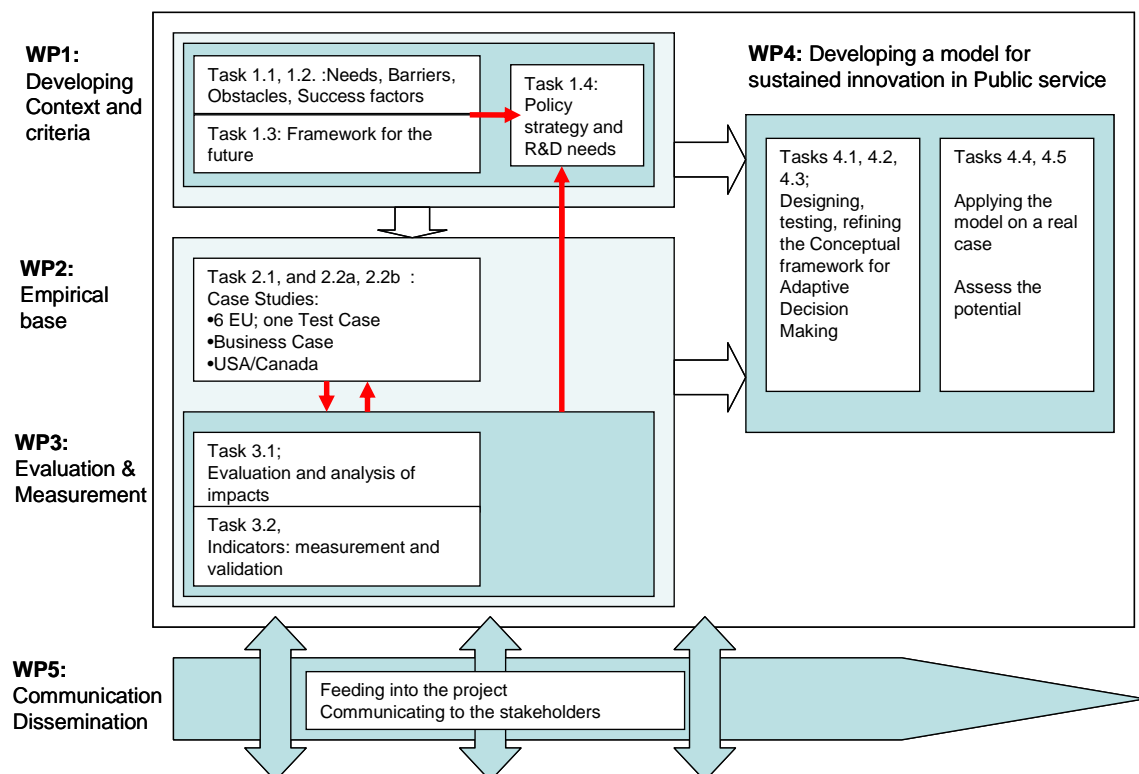 WP1:
Developing
Context and
criteria
Task 1.1, 1.2. :Needs, Barriers,
Obstacles, Success factors
Task 1.3: Framework for the
future
Task 1.4:
Policy
strategy and
R&D needs
WP4: Developing a model for
sustained innovation in Public service
Tasks 4.1, 4.2,
4.3;
Designing,
testing, refining
the Conceptual
framework for
Adaptive
Decision
Making
Tasks 4.4, 4.5
Applying the
model on a real
case
Assess the
potential
WP2:
Empirical
base
Task 2.1, and 2.2a, 2.2b :
Case Studies:
•6 EU; one Test Case
•Business Case
•USA/Canada
WP3:
Evaluation &
Measurement
Task 3.1;
Evaluation and analysis of
impacts
Task 3.2,
Indicators: measurement and
validation
WP5:
Communication
Dissemination
Feeding into the project
Communicating to the stakeholders